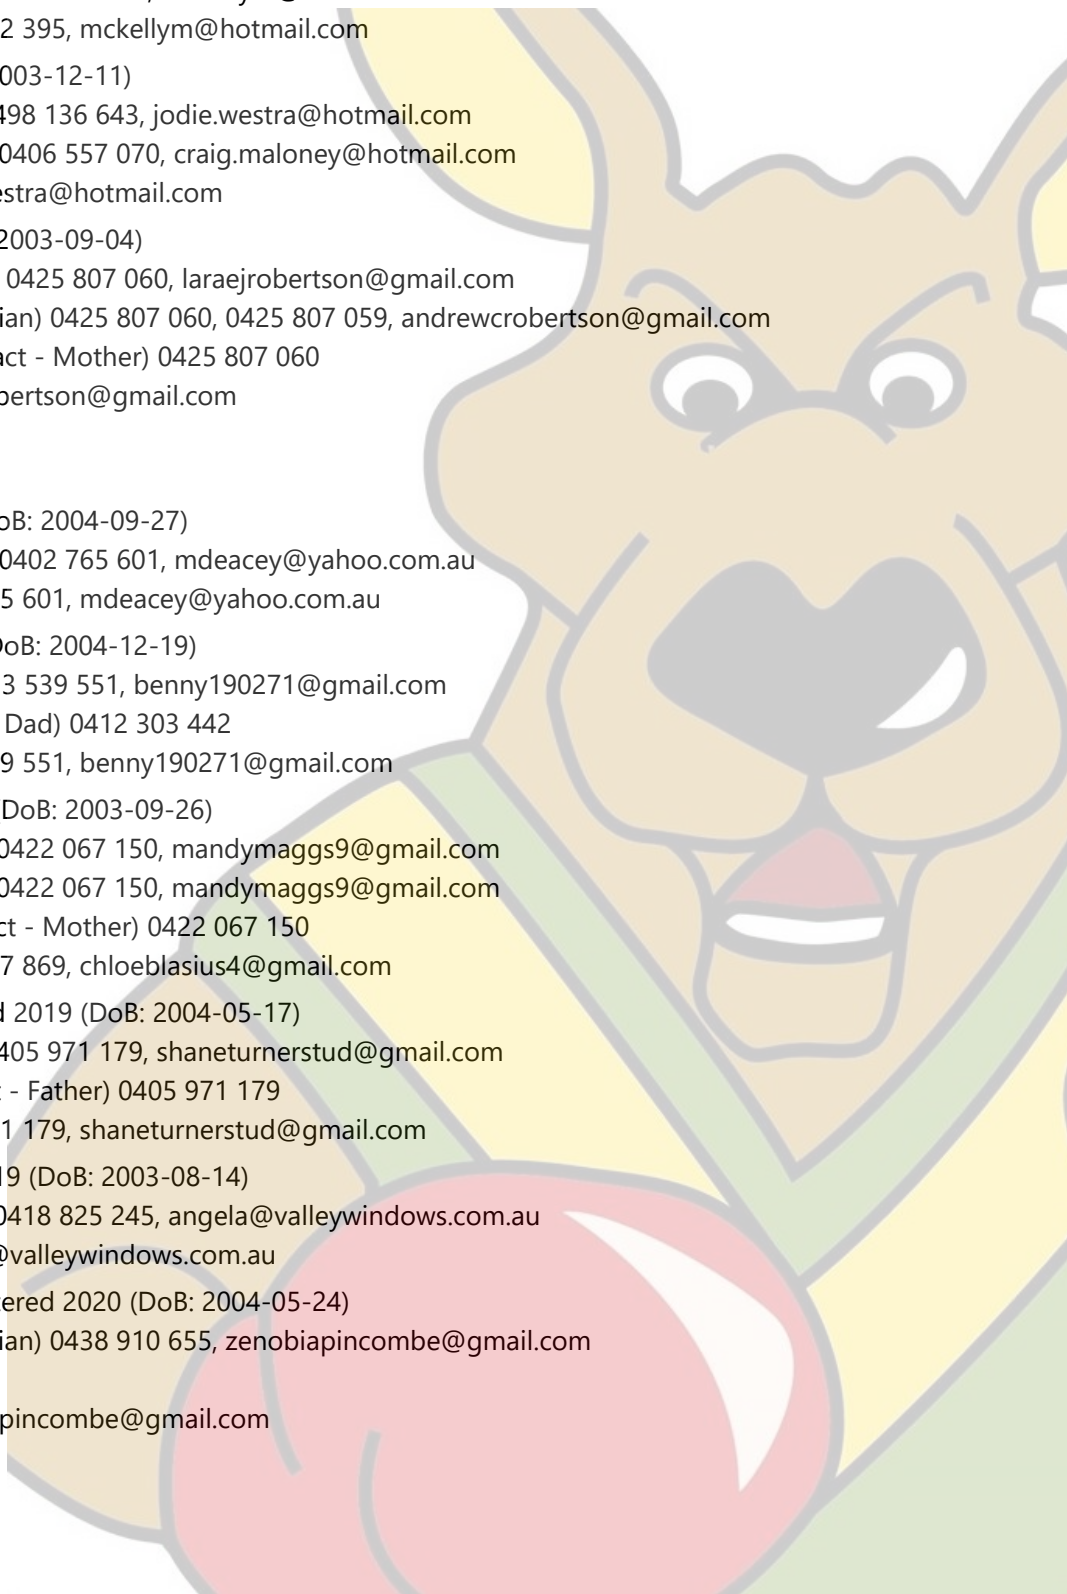 2 395, mckellym@hotmail.com
003-12-11)
498 136 643, jodie.westra@hotmail.com
0406 557 070, craig.maloney@hotmail.com
estra@hotmail.com
2003-09-04)
0425 807 060, laraejrobertson@gmail.com
ian) 0425 807 060, 0425 807 059, andrewcrobertson@gmail.com
act - Mother) 0425 807 060
bertson@gmail.com
oB: 2004-09-27)
0402 765 601, mdeacey@yahoo.com.au
5 601, mdeacey@yahoo.com.au
DoB: 2004-12-19)
3 539 551, benny190271@gmail.com
Dad) 0412 303 442
9 551, benny190271@gmail.com
(DoB: 2003-09-26)
0422 067 150, mandymaggs9@gmail.com
0422 067 150, mandymaggs9@gmail.com
ct - Mother) 0422 067 150
7 869, chloeblasius4@gmail.com
d 2019 (DoB: 2004-05-17)
405 971 179, shaneturnerstud@gmail.com
t - Father) 0405 971 179
1 179, shaneturnerstud@gmail.com
19 (DoB: 2003-08-14)
0418 825 245, angela@valleywindows.com.au
@valleywindows.com.au
tered 2020 (DoB: 2004-05-24)
ian) 0438 910 655, zenobiapincombe@gmail.com
pincombe@gmail.com